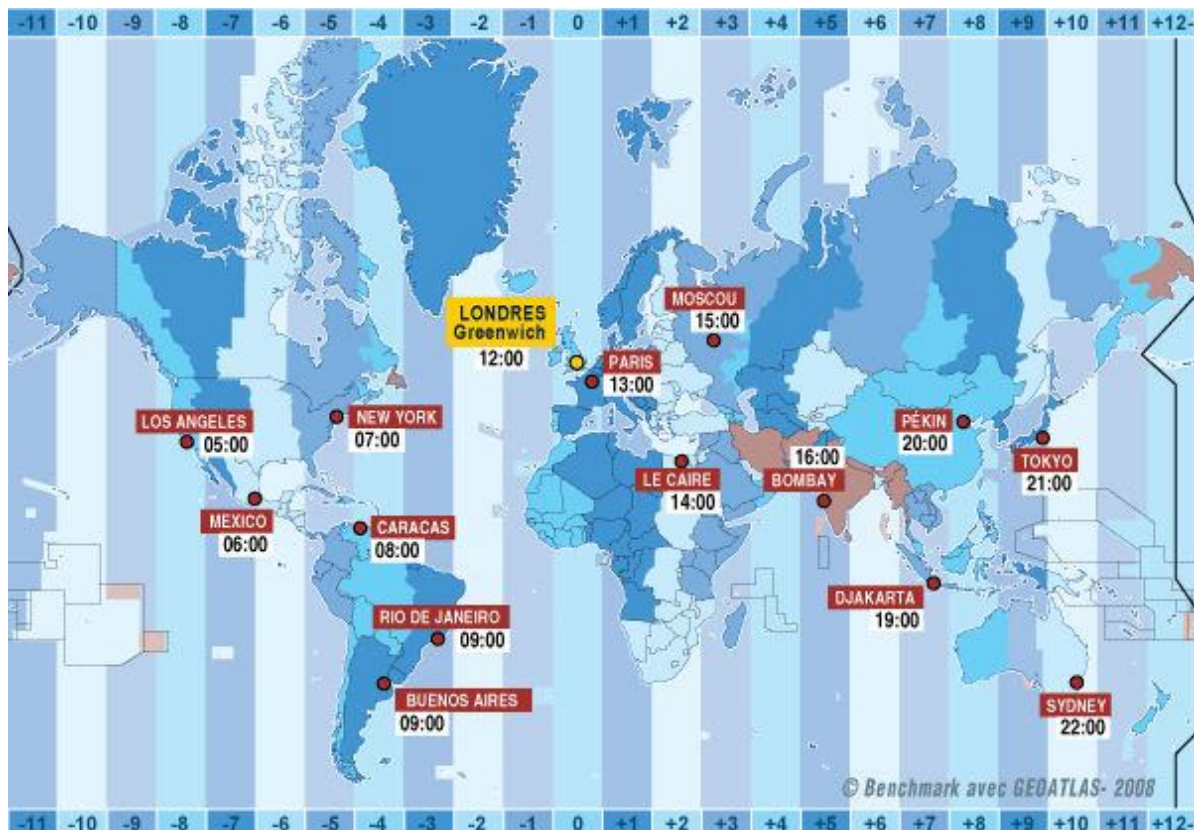 -11 -10 -9 -8 -7 -6 -5 -4 -3 -2 -1 0 +1 +2 +3 +4 +5 +6 +7 +8 +9 +10 +11 +12-
LONDRES
Greenwich
12:00
MOSCOU
15:00
PARIS
13:00
LOS ANGELES
05:00
NEW YORK
07:00
PÉKIN
20:00
TOKYO
21:00
LE CAIRE
14:00
16:00
BOMBAY
MEXICO
06:00
CARACAS
08:00
DJAKARTA
19:00
RIO DE JANEIRO
09:00
BUENOS AIRES
09:00
SYDNEY
22:00
© Benchmark avec GEOATLAS- 2008
-11 -10 -9 -8 -7 -6 -5 -4 -3 -2 -1 0 +1 +2 +3 +4 +5 +6 +7 +8 +9 +10 +11 +12-